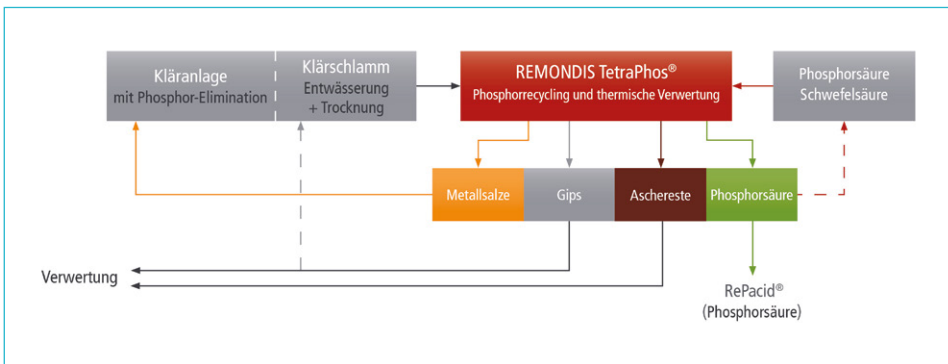 Kläranlage
mit Phosphor-Elimination
Klärschlamm
Entwässerung
+ Trocknung
REMONDIS TetraPhos®
Phosphorrecycling und thermische Verwertung
Phosphorsäure
Schwefelsäure
Metallsalze
Gips
Aschereste
Phosphorsäure
Verwertung
RePacid®
(Phosphorsäure)